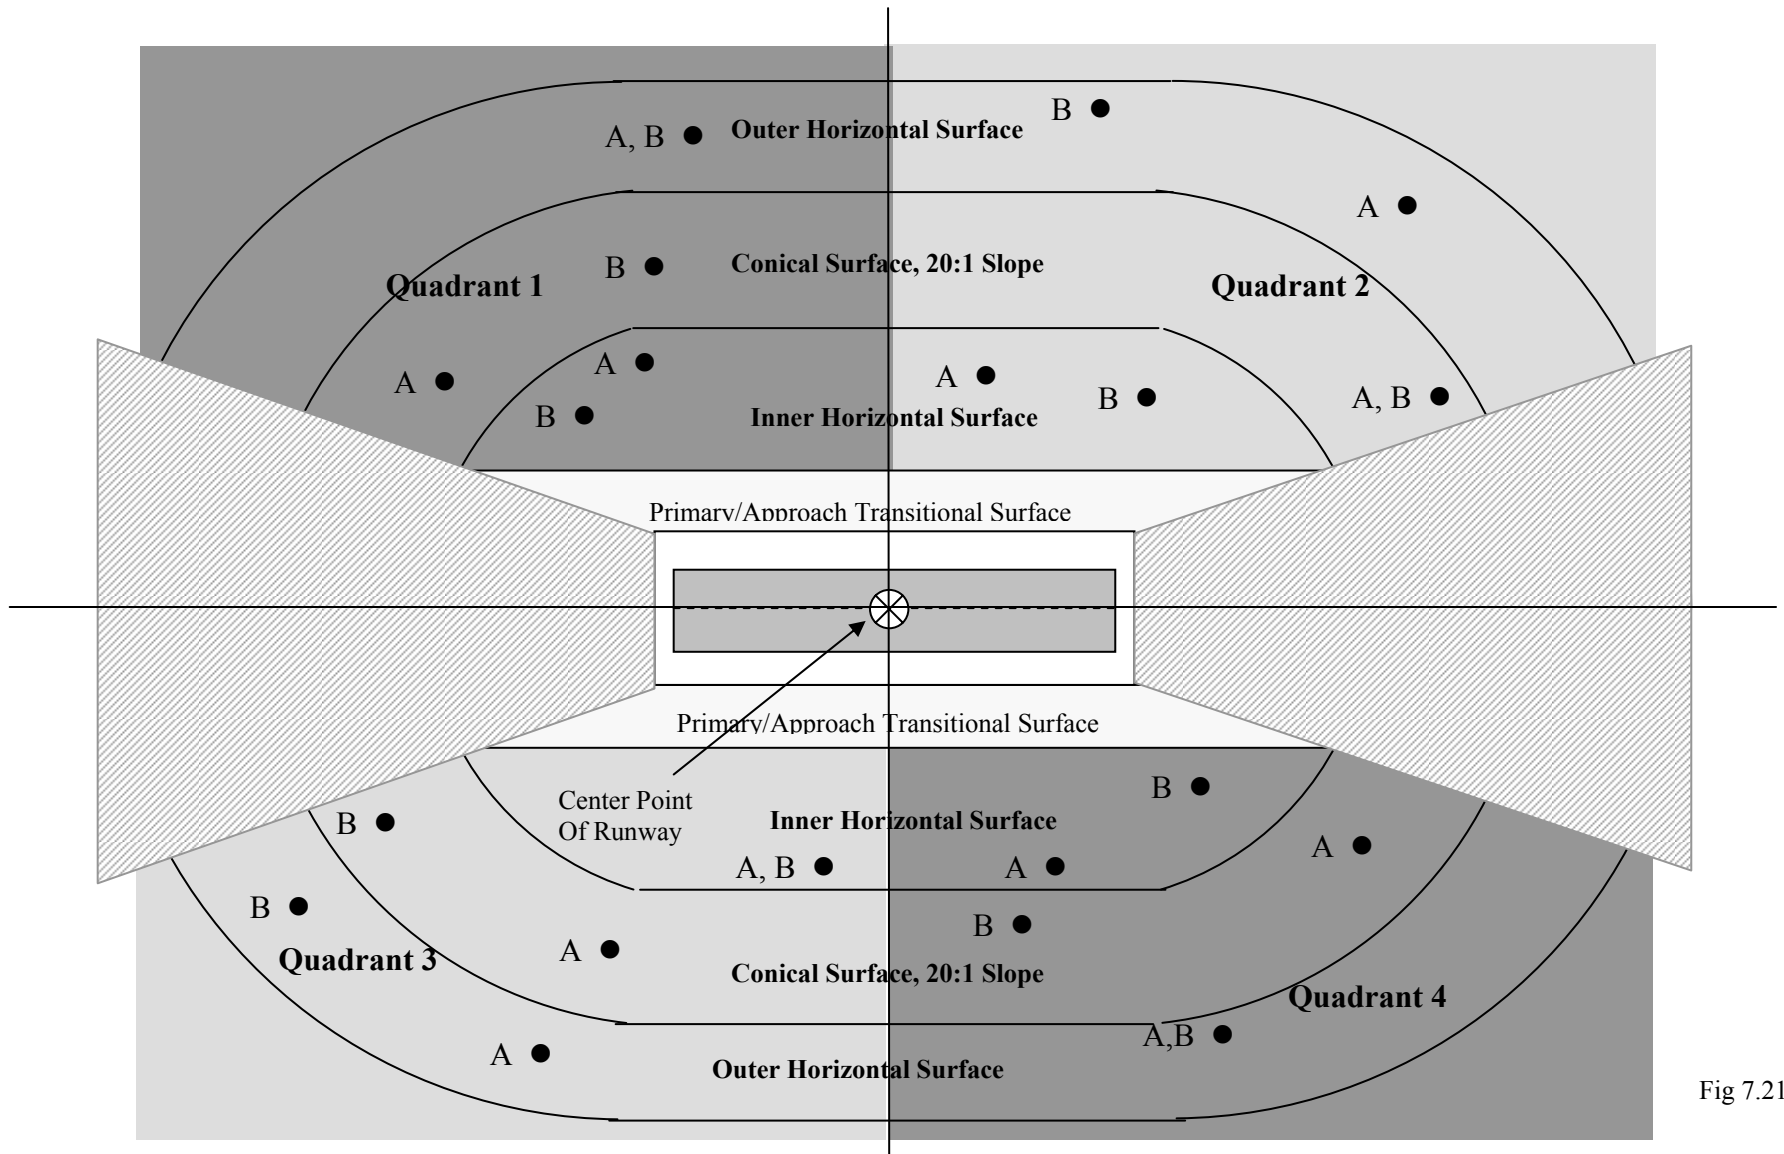 B
A, B
Outer Horizontal Surface
A
B
Conical Surface, 20:1 Slope
Quadrant 1
Quadrant 2
A
A
A
B
A, B
B
Inner Horizontal Surface
Primary/Approach Transitional Surface
Primary/Approach Transitional Surface
B
Center Point
Of Runway
B
Inner Horizontal Surface
A
A, B
A
B
B
A
Quadrant 3
Conical Surface, 20:1 Slope
Quadrant 4
A,B
A
Outer Horizontal Surface
Fig 7.21